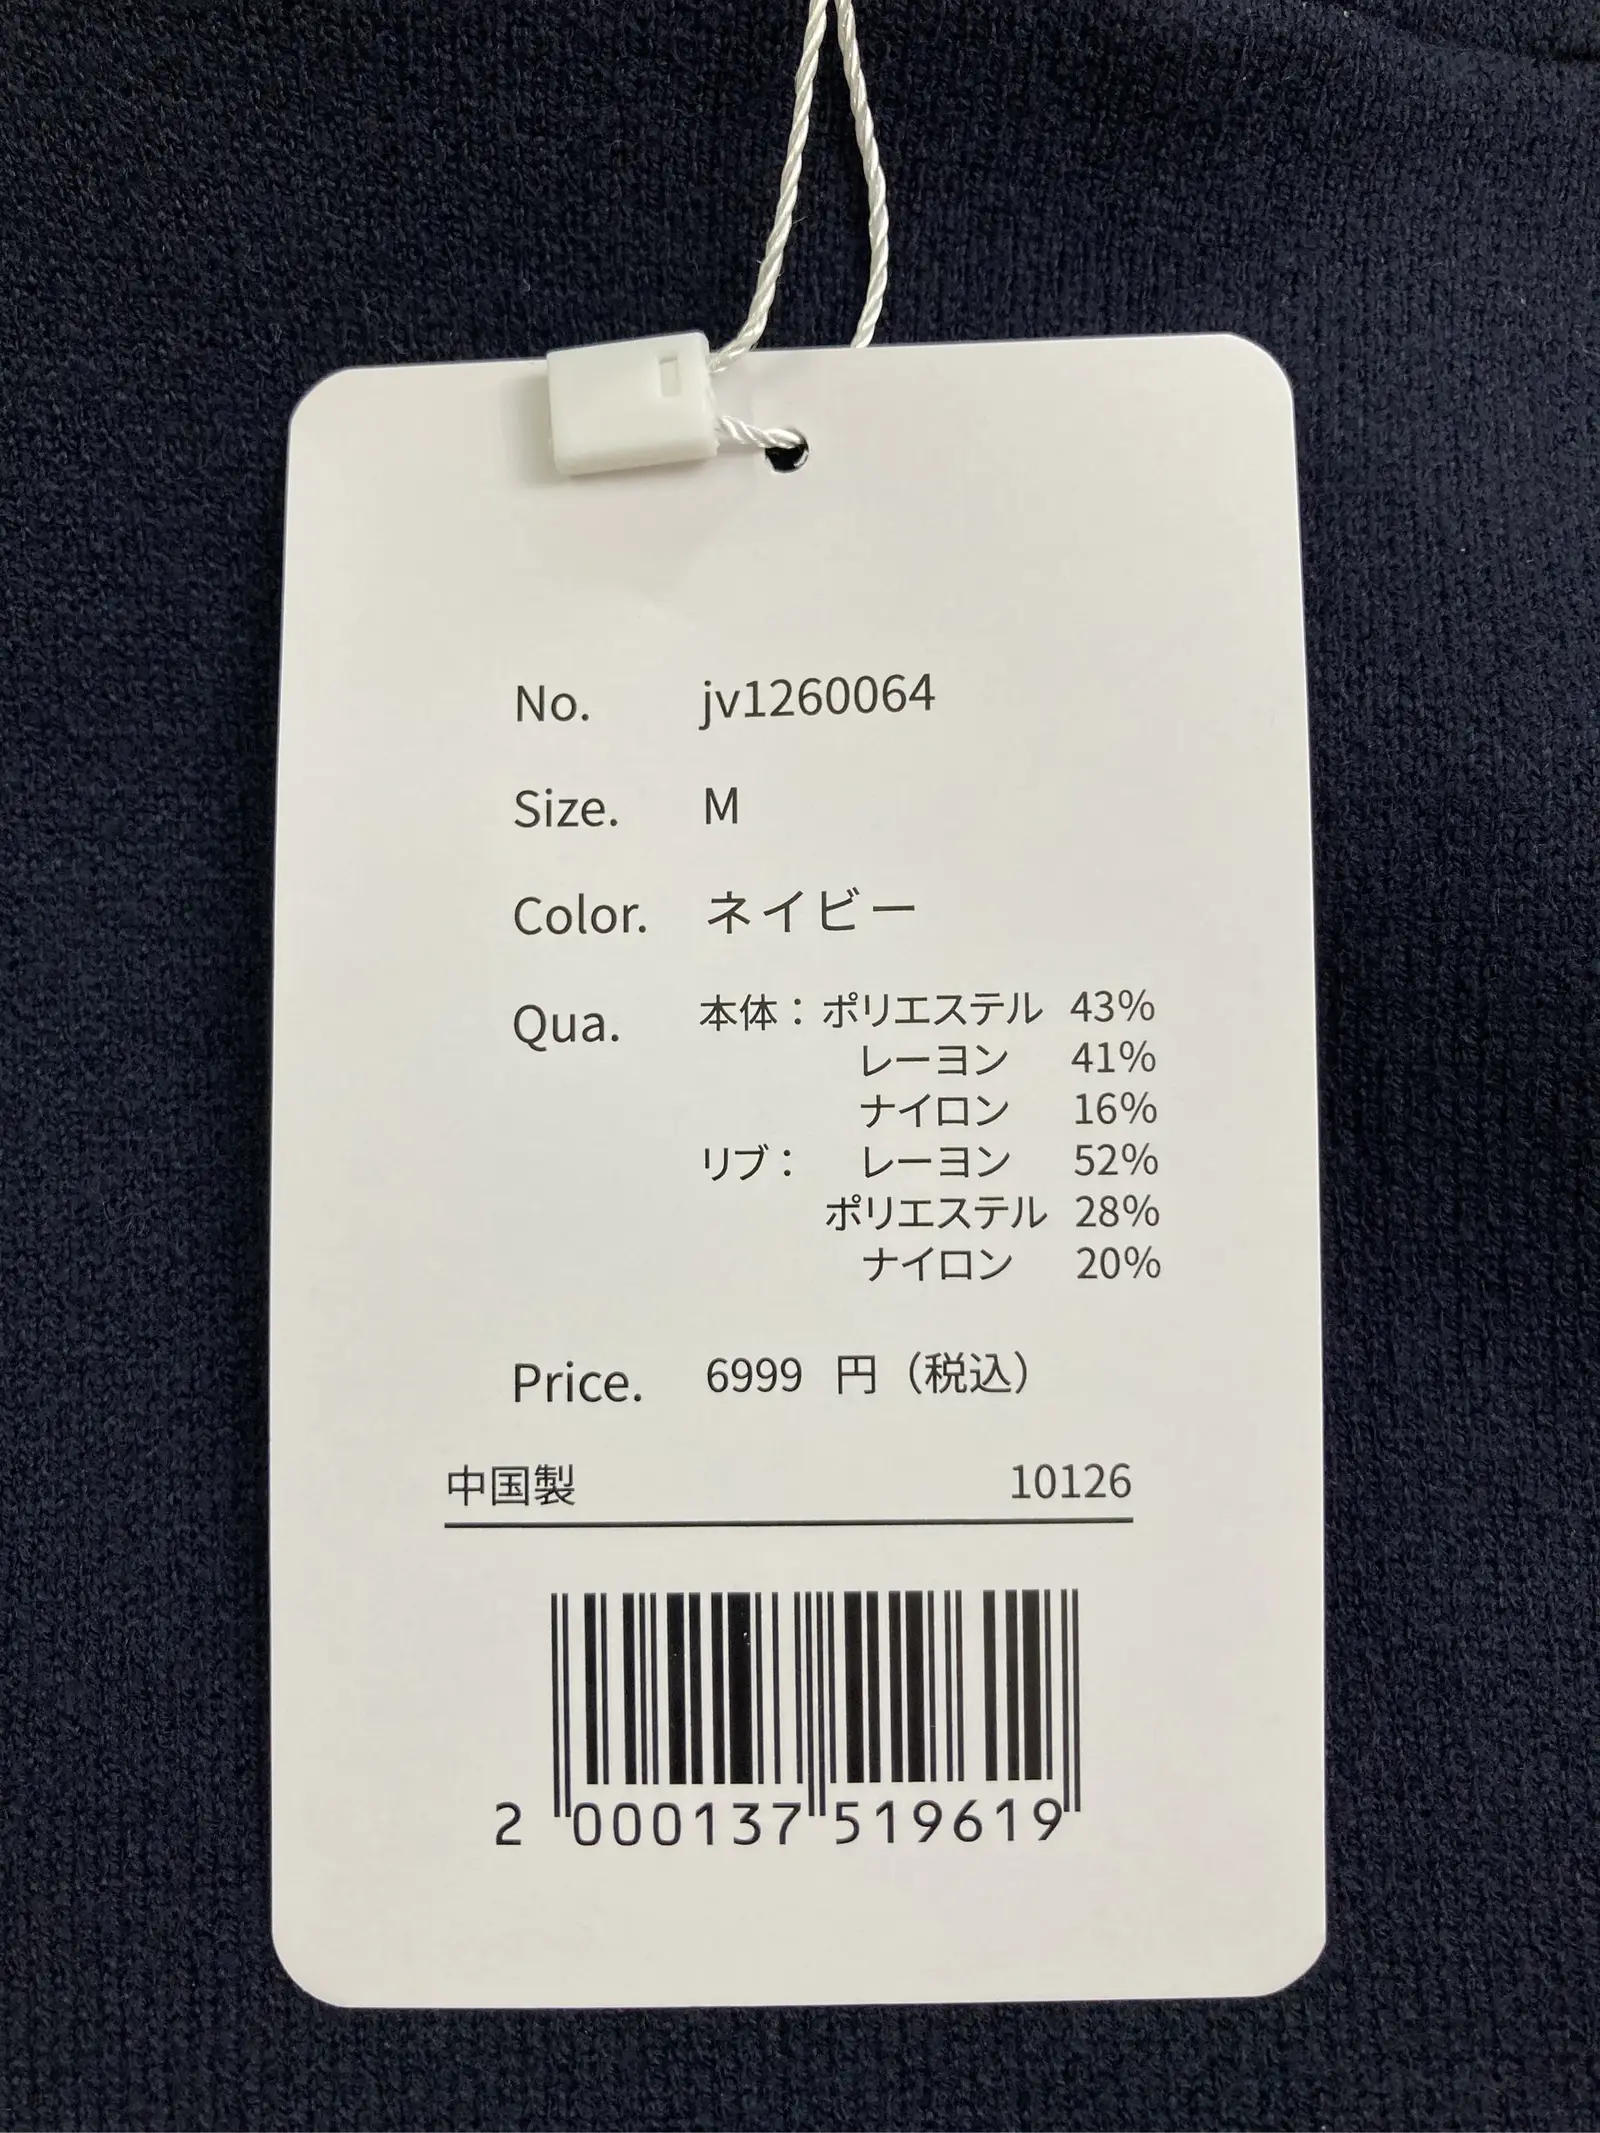 No. jv1260064
Size. M
Color. ネイビー
Qua. 本体：ポリエステル 43%
レーヨン 41%
ナイロン 16%
リブ： レーヨン 52%
ポリエステル 28%
ナイロン 20%
Price. 6999 円（税込）
中国製 10126
2 000137 519619